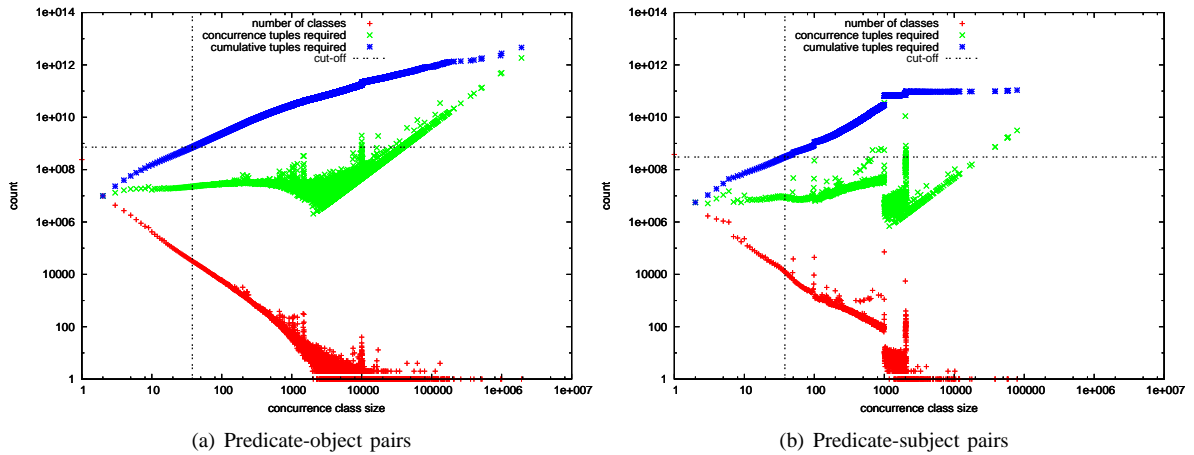 1e+014
1e+012
1e+010
1e+008
1e+006
10000
100
1
count
number of classes
concurrence tuples required
cumulative tuples required
cut-off
1 10 100 1000 10000 100000 1e+006 1e+007
concurrence class size
(a) Predicate-object pairs
1e+014
1e+012
1e+010
1e+008
1e+006
10000
100
1
count
number of classes
concurrence tuples required
cumulative tuples required
cut-off
1 10 100 1000 10000 100000 1e+006 1e+007
concurrence class size
(b) Predicate-subject pairs